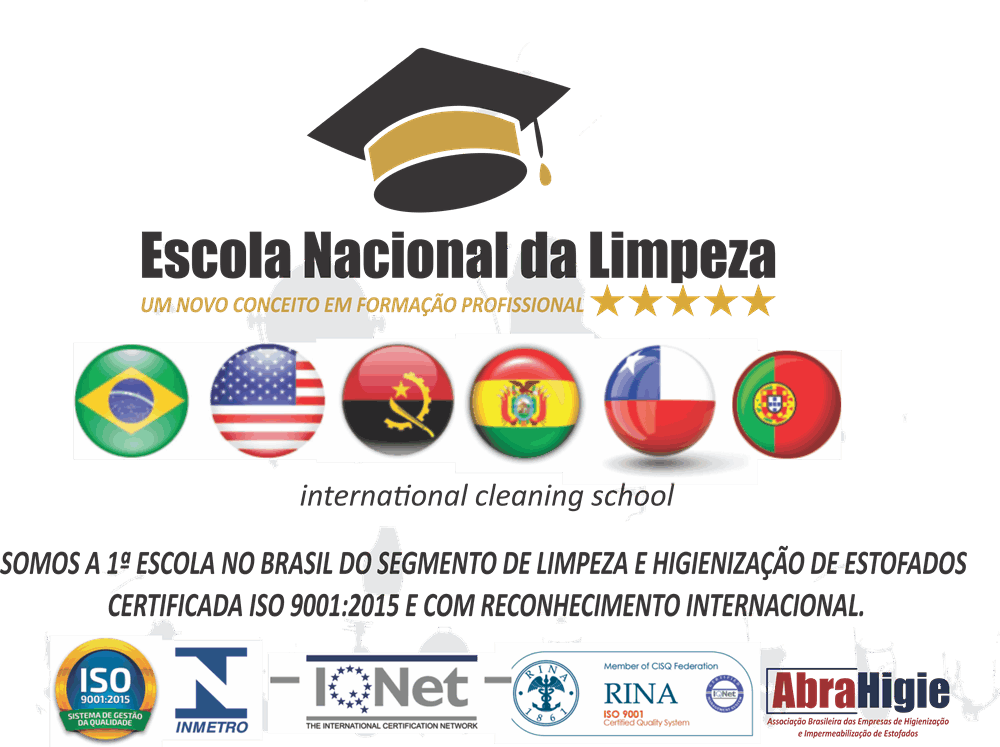 Escola Nacional da Limpeza
UM NOVO CONCEITO EM FORMAÇÃO PROFISSIONAL
international cleaning school
SOMOS A 1ª ESCOLA NO BRASIL DO SEGMENTO DE LIMPEZA E HIGIENIZAÇÃO DE ESTOFADOS
CERTIFICADA ISO 9001:2015 E COM RECONHECIMENTO INTERNACIONAL.
ISO
9001:2015
SISTEMA DE GESTÃO
DA QUALIDADE
INMETRO
IQNet
THE INTERNATIONAL CERTIFICATION NETWORK
RINA
1861
Member of CISQ Federation
RINA
ISO 9001
Certified Quality System
IQNet
AbraHigie
Associação Brasileira das Empresas de Higienização
e Impermeabilização de Estofados